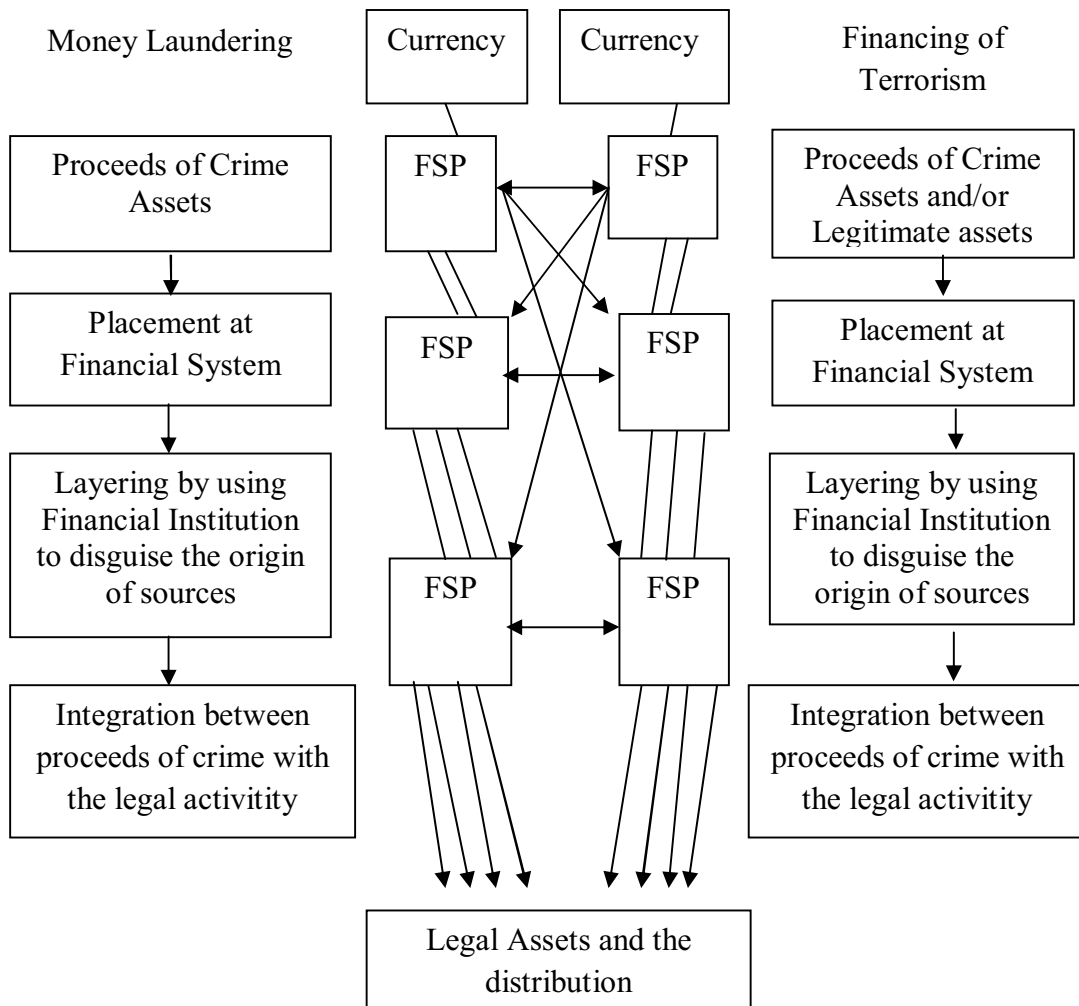 Money Laundering
Currency
Currency
Financing of
Terrorism
Proceeds of Crime
Assets
FSP
FSP
Proceeds of Crime
Assets and/or
Legitimate assets
Placement at
Financial System
FSP
FSP
Placement at
Financial System
Layering by using
Financial Institution
to disguise the origin
of sources
FSP
FSP
Layering by using
Financial Institution
to disguise the
origin of sources
Integration between
proceeds of crime with
the legal activitity
Integration between
proceeds of crime with
the legal activitity
Legal Assets and the
distribution